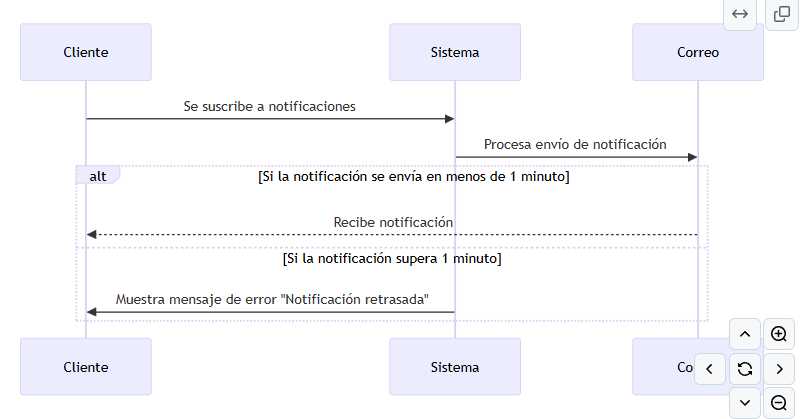 Cliente
Sistema
Correo
Se suscribe a notificaciones
Procesa envío de notificación
alt
[Si la notificación se envía en menos de 1 minuto]
Recibe notificación
[Si la notificación supera 1 minuto]
Muestra mensaje de error "Notificación retrasada"
Cliente
Sistema